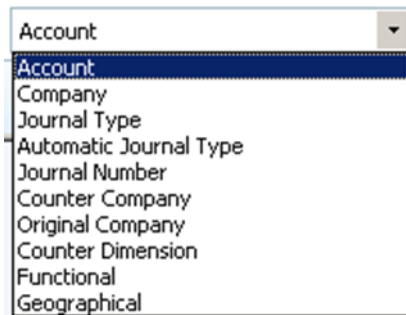 Account
Account
Company
Journal Type
Automatic Journal Type
Journal Number
Counter Company
Original Company
Counter Dimension
Functional
Geographical